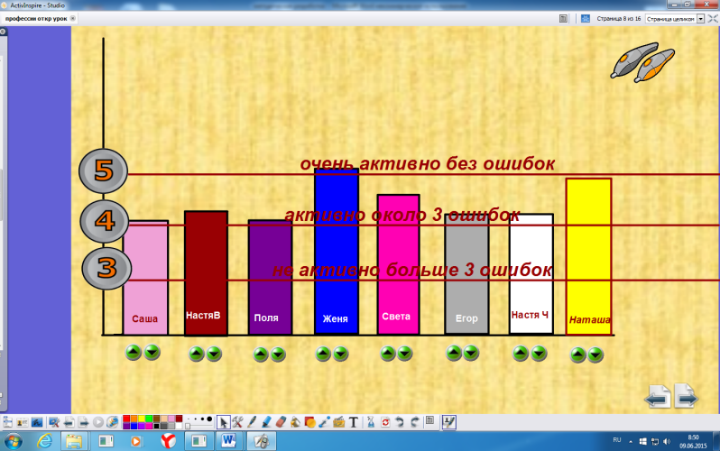 ActivInspire - Studio
профессии откр урок
Страница 8 из 16
Страница целиком
5
очень активно без ошибок
4
активно около 3 ошибок
3
не активно больше 3 ошибок
Саша
НастяВ
Поля
Женя
Света
Егор
Настя Ч
Наташа
RU
8:50
09.06.2015